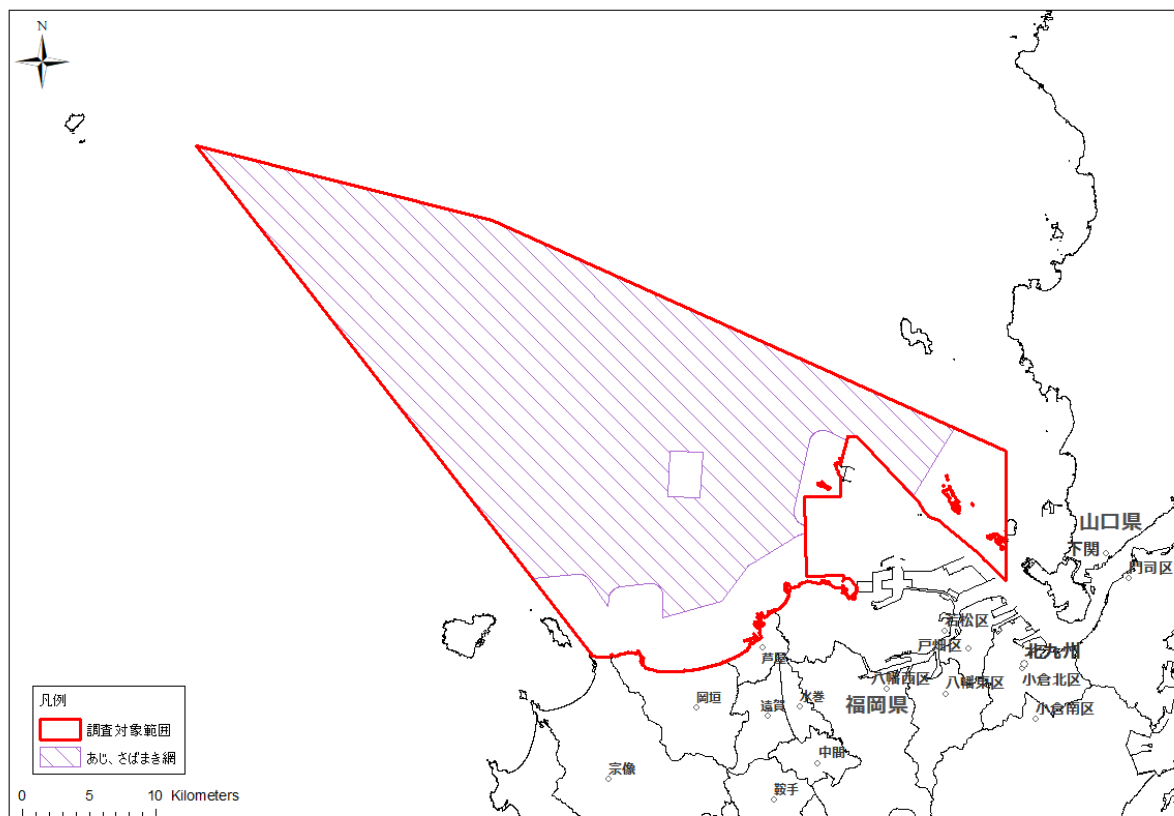 N
山口県
下関
門司区
若松区
戸畑区
北九州
芦屋
八幡西区
八幡東区
小倉北区
岡垣
遠賀
水巻
福岡県
小倉南区
中間
宗像
鞍手
凡例
調査対象範囲
あじ、さばまき網
0 5 10 Kilometers